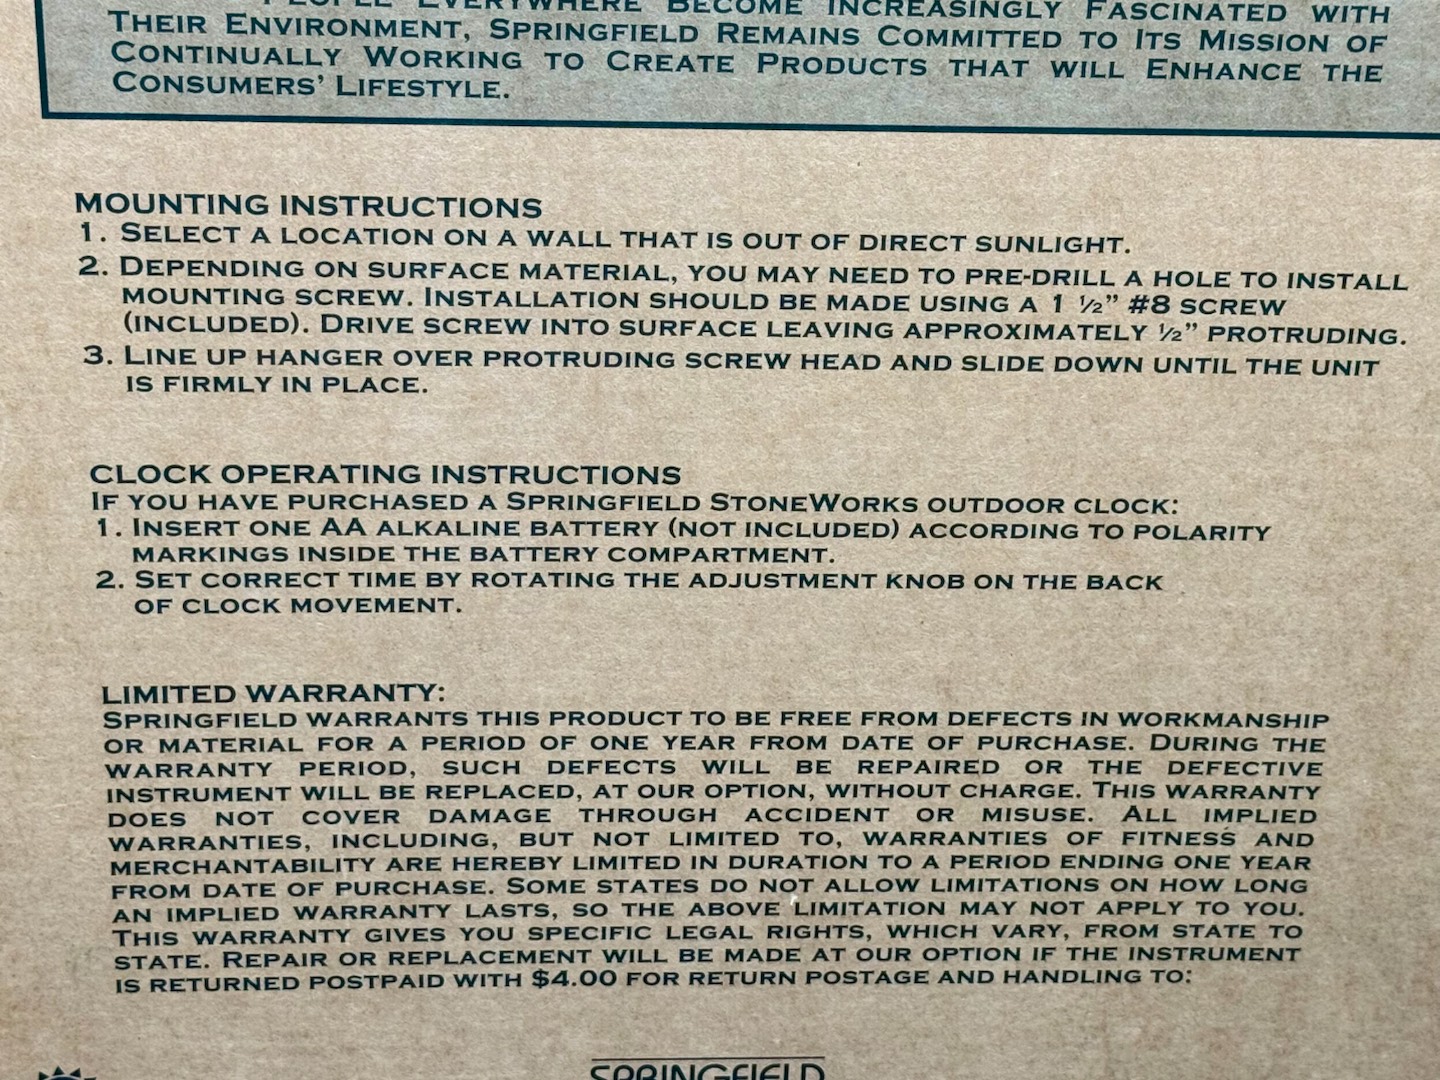 PEOPLE EVERYWHERE BECOME INCREASINGLY FASCINATED WITH
THEIR ENVIRONMENT, SPRINGFIELD REMAINS COMMITTED TO ITS MISSION OF
CONTINUALLY WORKING TO CREATE PRODUCTS THAT WILL ENHANCE THE
CONSUMERS' LIFESTYLE.
MOUNTING INSTRUCTIONS
1. SELECT A LOCATION ON A WALL THAT IS OUT OF DIRECT SUNLIGHT.
2. DEPENDING ON SURFACE MATERIAL, YOU MAY NEED TO PRE-DRILL A HOLE TO INSTALL
MOUNTING SCREW. INSTALLATION SHOULD BE MADE USING A 1 ½" #8 SCREW
(INCLUDED). DRIVE SCREW INTO SURFACE LEAVING APPROXIMATELY ½" PROTRUDING.
3. LINE UP HANGER OVER PROTRUDING SCREW HEAD AND SLIDE DOWN UNTIL THE UNIT
IS FIRMLY IN PLACE.
CLOCK OPERATING INSTRUCTIONS
IF YOU HAVE PURCHASED A SPRINGFIELD STONEWORKS OUTDOOR CLOCK:
1. INSERT ONE AA ALKALINE BATTERY (NOT INCLUDED) ACCORDING TO POLARITY
MARKINGS INSIDE THE BATTERY COMPARTMENT.
2. SET CORRECT TIME BY ROTATING THE ADJUSTMENT KNOB ON THE BACK
OF CLOCK MOVEMENT.
LIMITED WARRANTY:
SPRINGFIELD WARRANTS THIS PRODUCT TO BE FREE FROM DEFECTS IN WORKMANSHIP
OR MATERIAL FOR A PERIOD OF ONE YEAR FROM DATE OF PURCHASE. DURING THE
WARRANTY PERIOD, SUCH DEFECTS WILL BE REPAIRED OR THE DEFECTIVE
INSTRUMENT WILL BE REPLACED, AT OUR OPTION, WITHOUT CHARGE. THIS WARRANTY
DOES NOT COVER DAMAGE THROUGH ACCIDENT OR MISUSE. ALL IMPLIED
WARRANTIES, INCLUDING, BUT NOT LIMITED TO, WARRANTIES OF FITNESS AND
MERCHANTABILITY ARE HEREBY LIMITED IN DURATION TO A PERIOD ENDING ONE YEAR
FROM DATE OF PURCHASE. SOME STATES DO NOT ALLOW LIMITATIONS ON HOW LONG
AN IMPLIED WARRANTY LASTS, SO THE ABOVE LIMITATION MAY NOT APPLY TO YOU.
THIS WARRANTY GIVES YOU SPECIFIC LEGAL RIGHTS, WHICH VARY, FROM STATE TO
STATE. REPAIR OR REPLACEMENT WILL BE MADE AT OUR OPTION IF THE INSTRUMENT
IS RETURNED POSTPAID WITH $4.00 FOR RETURN POSTAGE AND HANDLING TO:
SPRINGFIELD